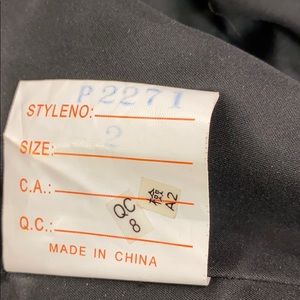 STYLENO: P2271
SIZE: 2
C.A.:
Q.C.:
QC 8
A2
MADE IN CHINA